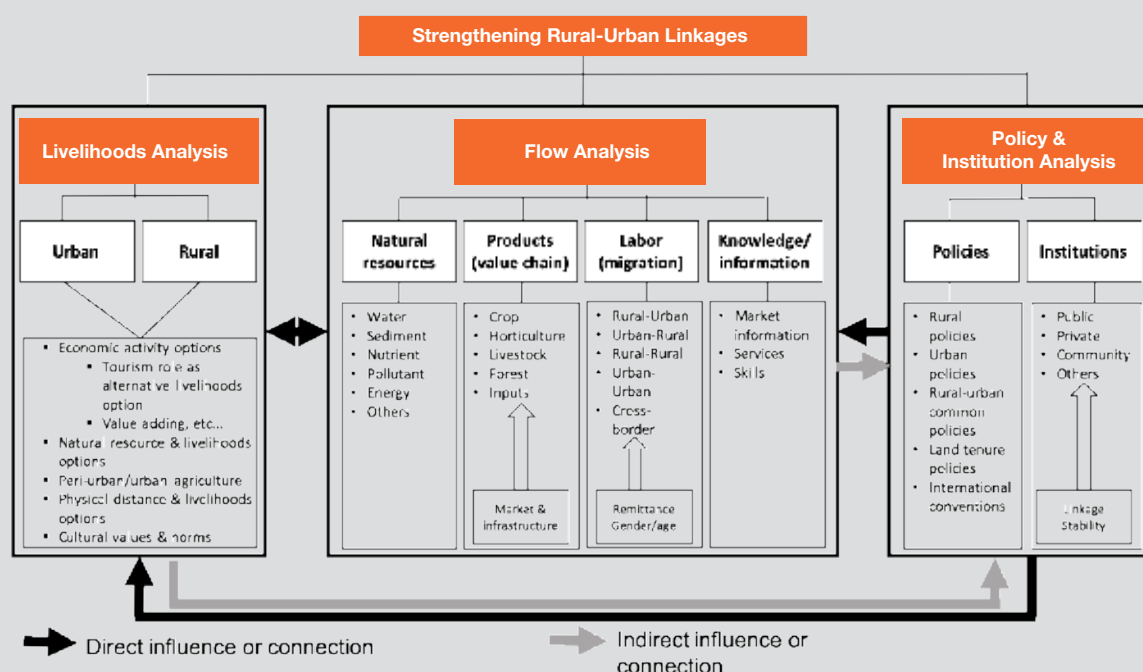 Strengthening Rural-Urban Linkages
Livelihoods Analysis
Urban
Rural
• Economic activity options
▪ Tourism role as
alternative livelihoods
option
▪ Value adding, etc...
▪ Natural resource & livelihoods
options
▪ Peri-urban/urban agriculture
▪ Physical distance & livelihoods
options
▪ Cultural values & norms
Flow Analysis
Natural
resources
• Water
• Sediment
• Nutrient
• Pollutant
• Energy
• Others
Products
(value chain)
• Crop
• Horticulture
• Livestock
• Forest
• Inputs
Market &
infrastructure
Labor
(migration)
• Rural-Urban
• Urban-Rural
• Rural-Rural
• Urban-
Urban
• Cross-
border
Remittance
Gender/age
Knowledge/
information
• Market
information
• Services
• Skills
Policy &
Institution Analysis
Policies
• Rural
policies
• Urban
policies
• Rural-urban
common
policies
• Land tenure
policies
• International
conventions
Institutions
• Public
• Private
• Community
• Others
Linkage
Stability
Direct influence or connection
Indirect influence or
connection